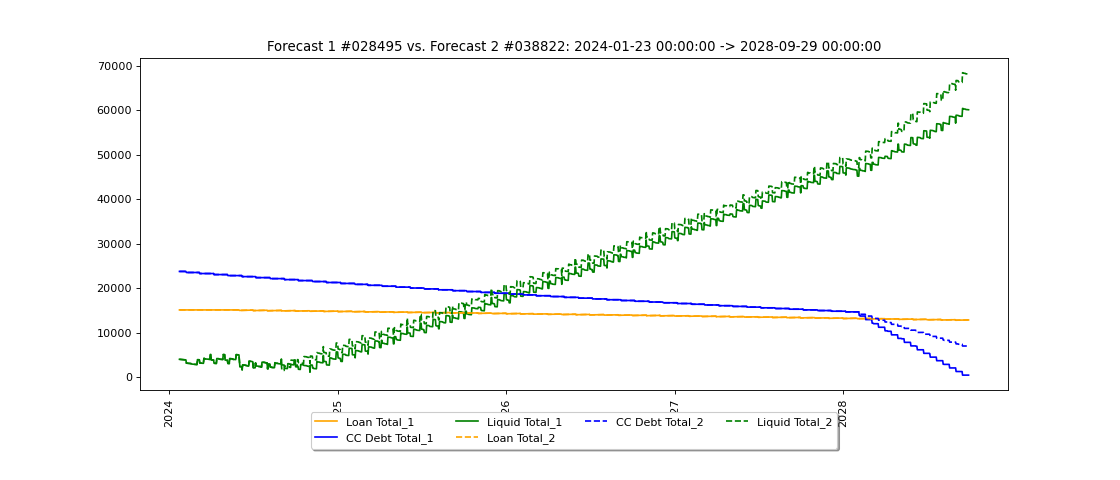 Forecast 1 #028495 vs. Forecast 2 #038822: 2024-01-23 00:00:00 -> 2028-09-29 00:00:00
70000
60000
50000
40000
30000
20000
10000
0
2024
25
26
27
2028
Loan Total_1
Liquid Total_1
CC Debt Total_2
Liquid Total_2
CC Debt Total_1
Loan Total_2